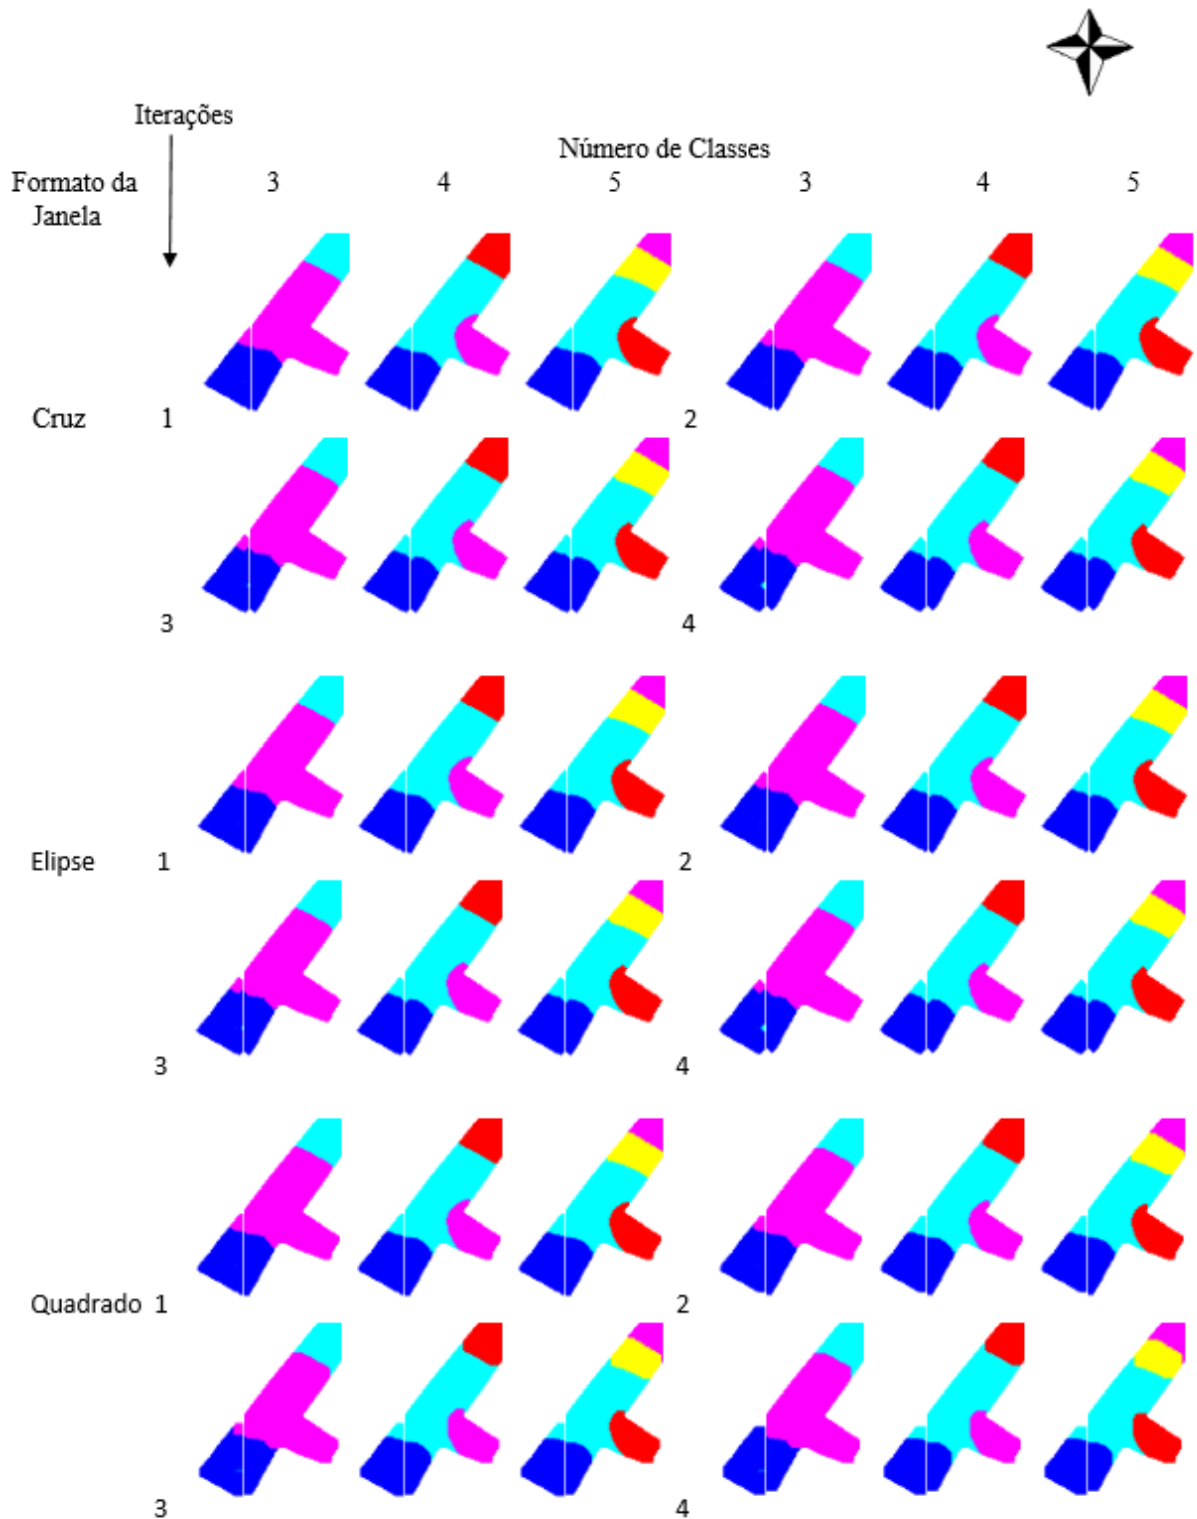 Iterações
Número de Classes
Formato da Janela
3 4 5 3 4 5
Cruz 1 2
3 4
Elipse 1 2
3 4
Quadrado 1 2
3 4